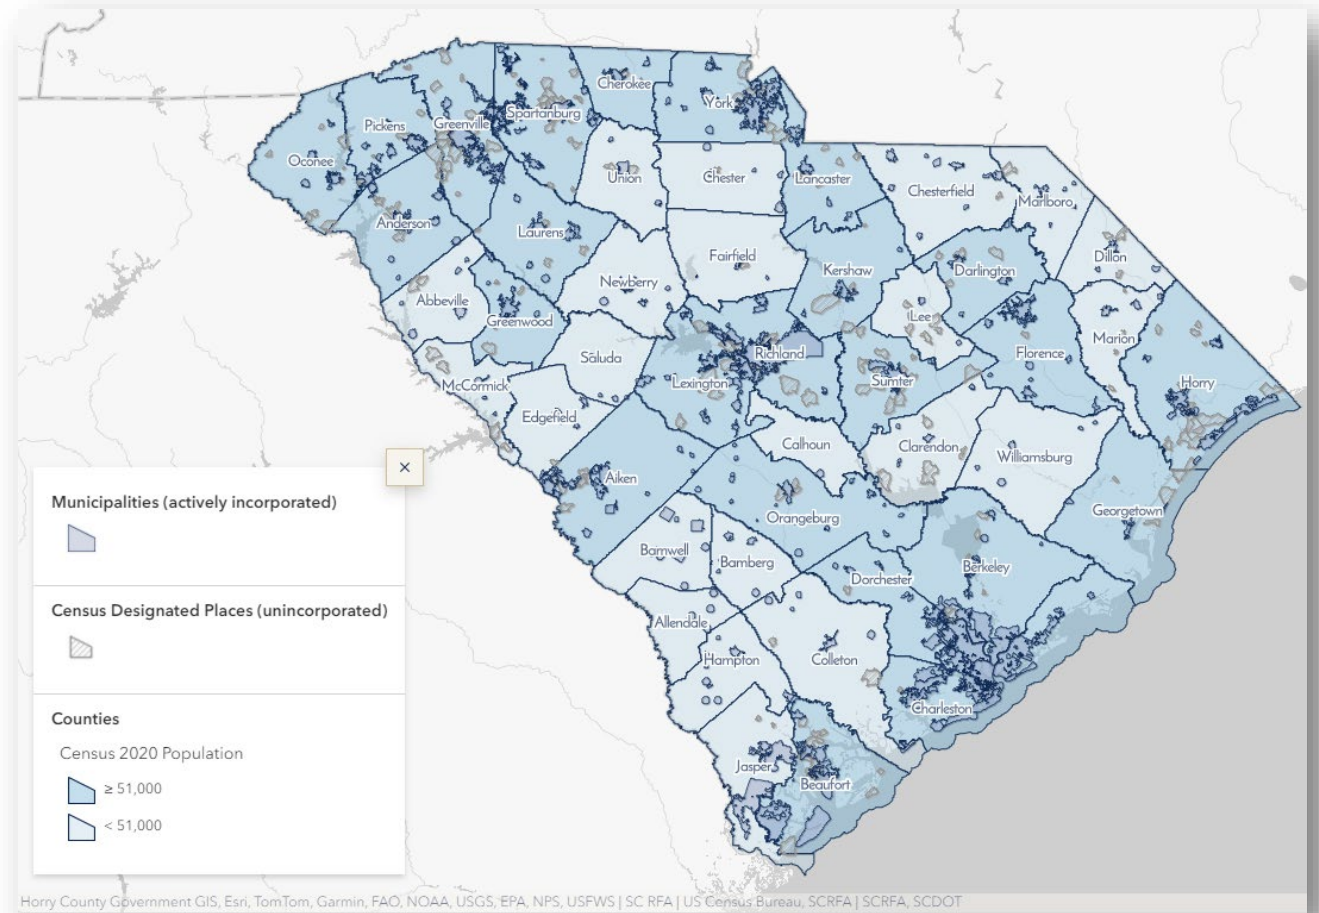 Cherokee
York
Spartanburg
Greenville
Pickens
Oconee
Union
Chester
Lancaster
Chesterfield
Marlboro
Anderson
Laurens
Fairfield
Kershaw
Darlington
Dillon
Newberry
Abbeville
Greenwood
Lee
Marion
Saluda
Richland
Florence
McCormick
Lexington
Sumter
Horry
Edgefield
Calhoun
Clarendon
Williamsburg
Aiken
Orangeburg
Georgetown
Barnwell
Bamberg
Dorchester
Berkeley
Allendale
Hampton
Colleton
Charleston
Jasper
Beaufort
×
Municipalities (actively incorporated)
Census Designated Places (unincorporated)
Counties
Census 2020 Population
≥ 51,000
< 51,000
Horry County Government GIS, Esri, TomTom, Garmin, FAO, NOAA, USGS, EPA, NPS, USFWS | SC RFA | US Census Bureau, SCRFA | SCRFA, SCDOT